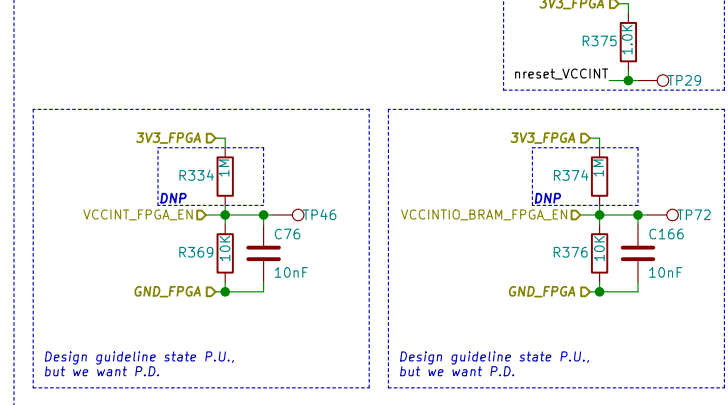 3V3_FPGA
R375
1.0K
nreset_VCCINT
TP29
3V3_FPGA
R334
1M
DNP
VCCINT_FPGA_EN
TP46
C76
R369
10K
10nF
GND_FPGA
Design guideline state P.U.,
but we want P.D.
3V3_FPGA
R374
1M
DNP
VCCINTIO_BRAM_FPGA_EN
TP72
C166
R376
10K
10nF
GND_FPGA
Design guideline state P.U.,
but we want P.D.